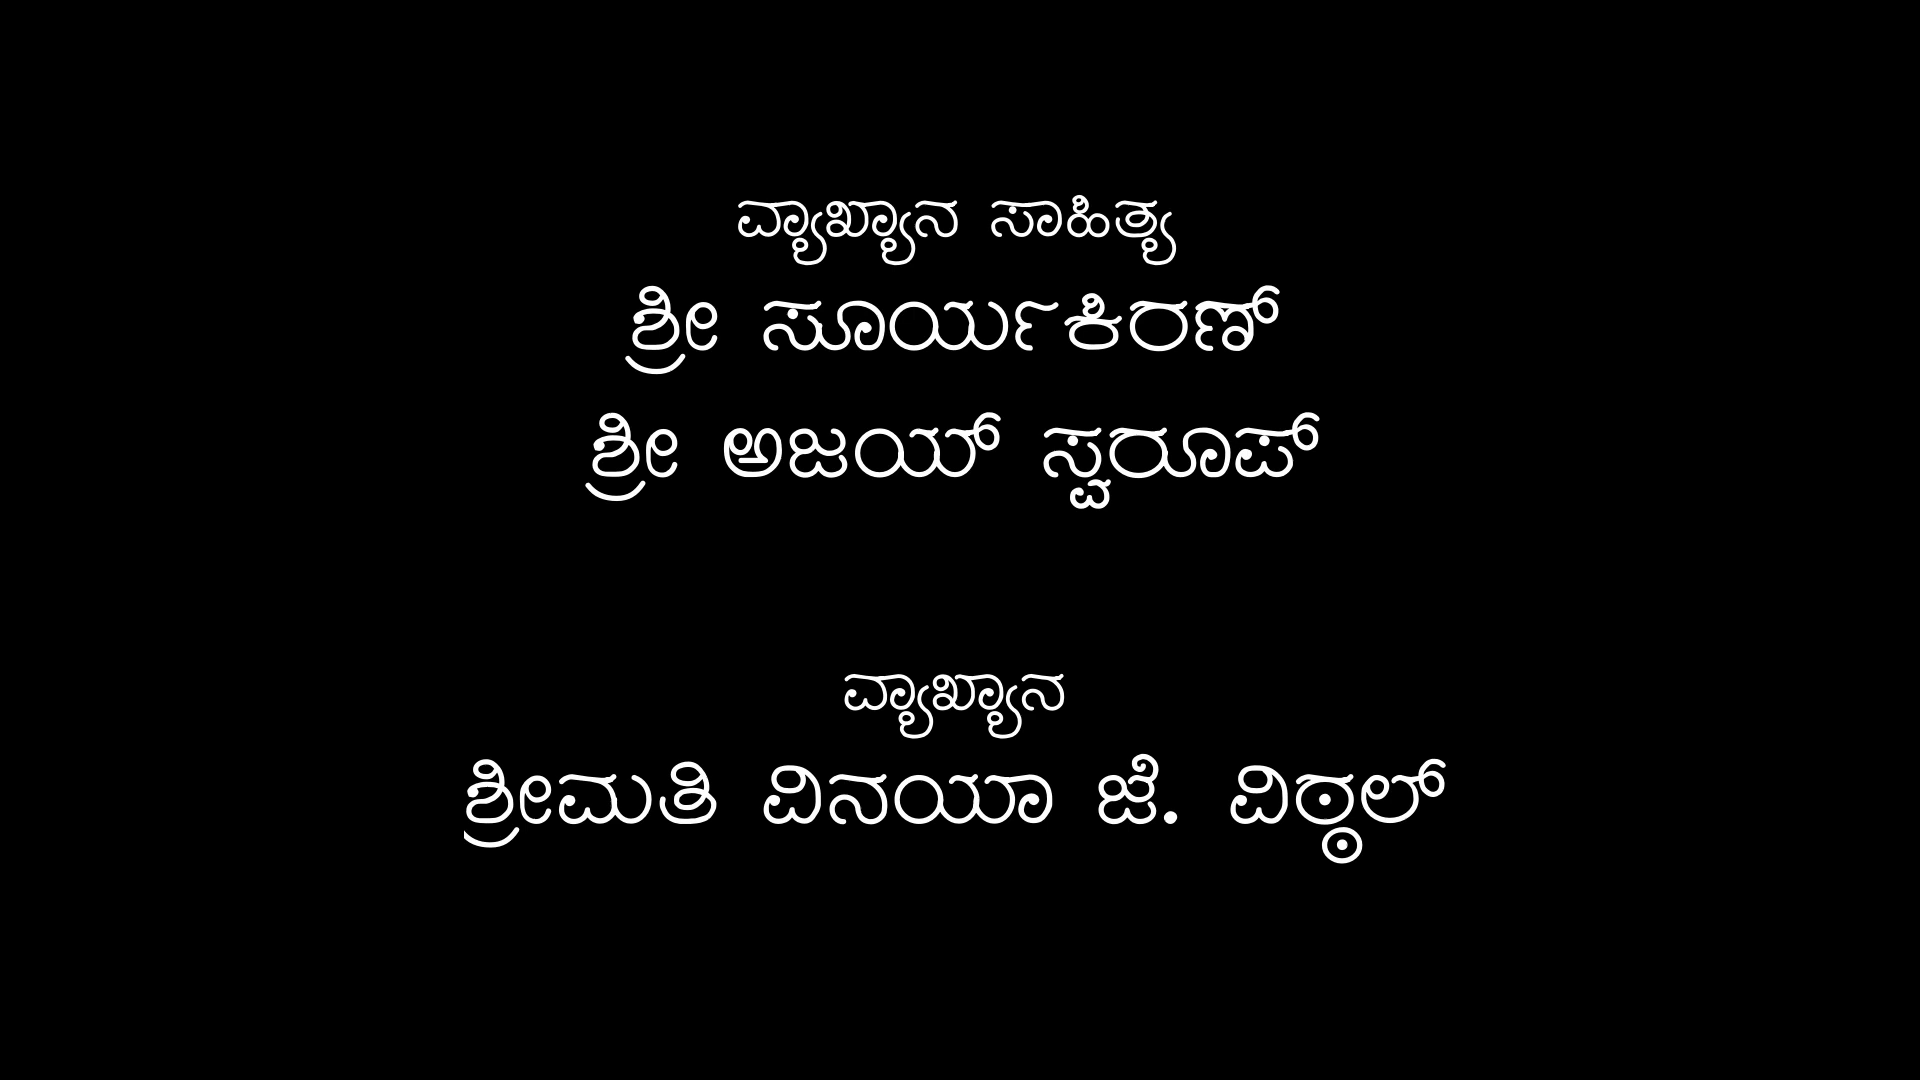 ವ್ಯಾಖ್ಯಾನ ಸಾಹಿತ್ಯ
ಶ್ರೀ ಸೂರ್ಯಕಿರಣ್
ಶ್ರೀ ಅಜಯ್ ಸ್ವರೂಪ್
ವ್ಯಾಖ್ಯಾನ
ಶ್ರೀಮತಿ ವಿನಯಾ ಜೆ. ವಿಠ್ಠಲ್